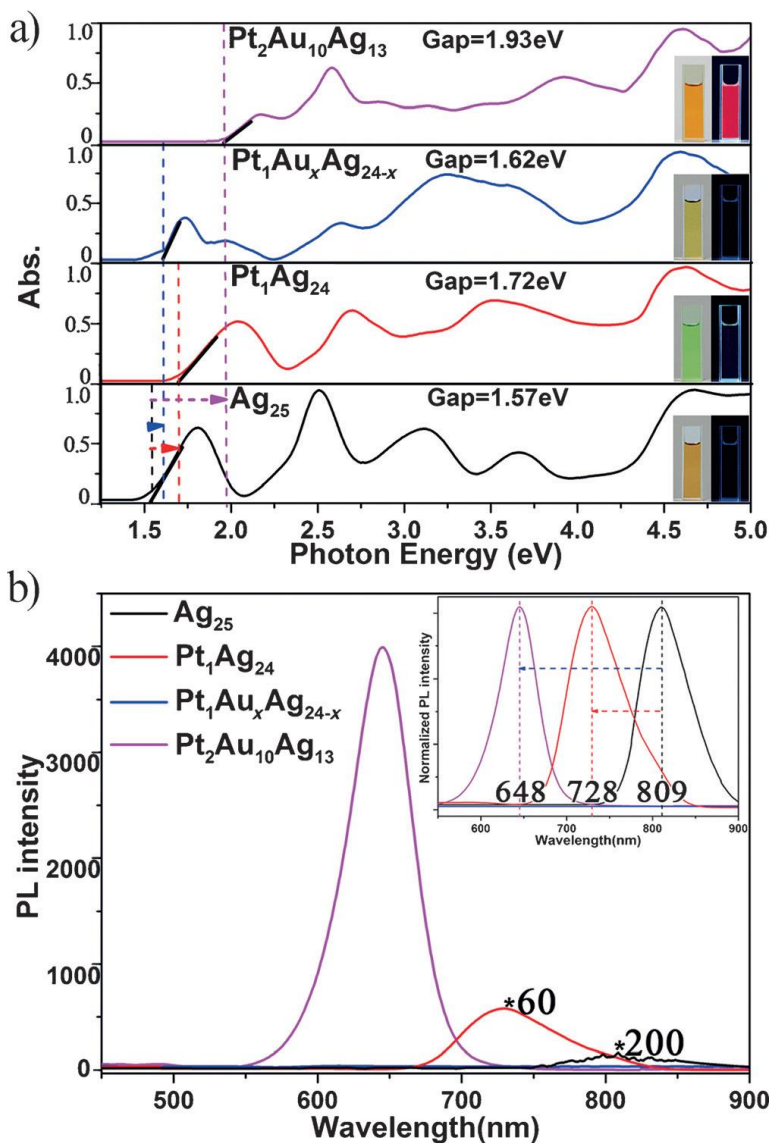 a)
1.0
Pt₂Au₁₀Ag₁₃
Gap=1.93eV
0.5
0
1.0
Pt₁AuₓAg₂₄₋ₓ
Gap=1.62eV
0.5
0
1.0
Pt₁Ag₂₄
Gap=1.72eV
0.5
0
1.0
Ag₂₅
Gap=1.57eV
0.5
0
Abs.
1.5 2.0 2.5 3.0 3.5 4.0 4.5 5.0
Photon Energy (eV)
b)
Ag₂₅
Pt₁Ag₂₄
Pt₁AuₓAg₂₄₋ₓ
Pt₂Au₁₀Ag₁₃
4000
3000
2000
1000
0
PL intensity
*60
*200
500 600 700 800 900
Wavelength(nm)
Normalized PL intensity
648 728 809
600 700 800 900
Wavelength(nm)